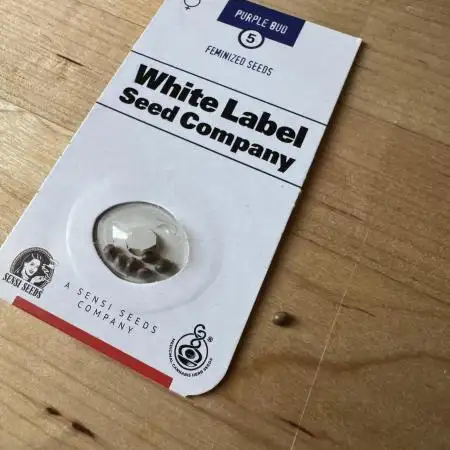 PURPLE BUD
5
FEMINIZED SEEDS
White Label
Seed Company
SENSI SEEDS
A SENSI SEEDS
COMPANY